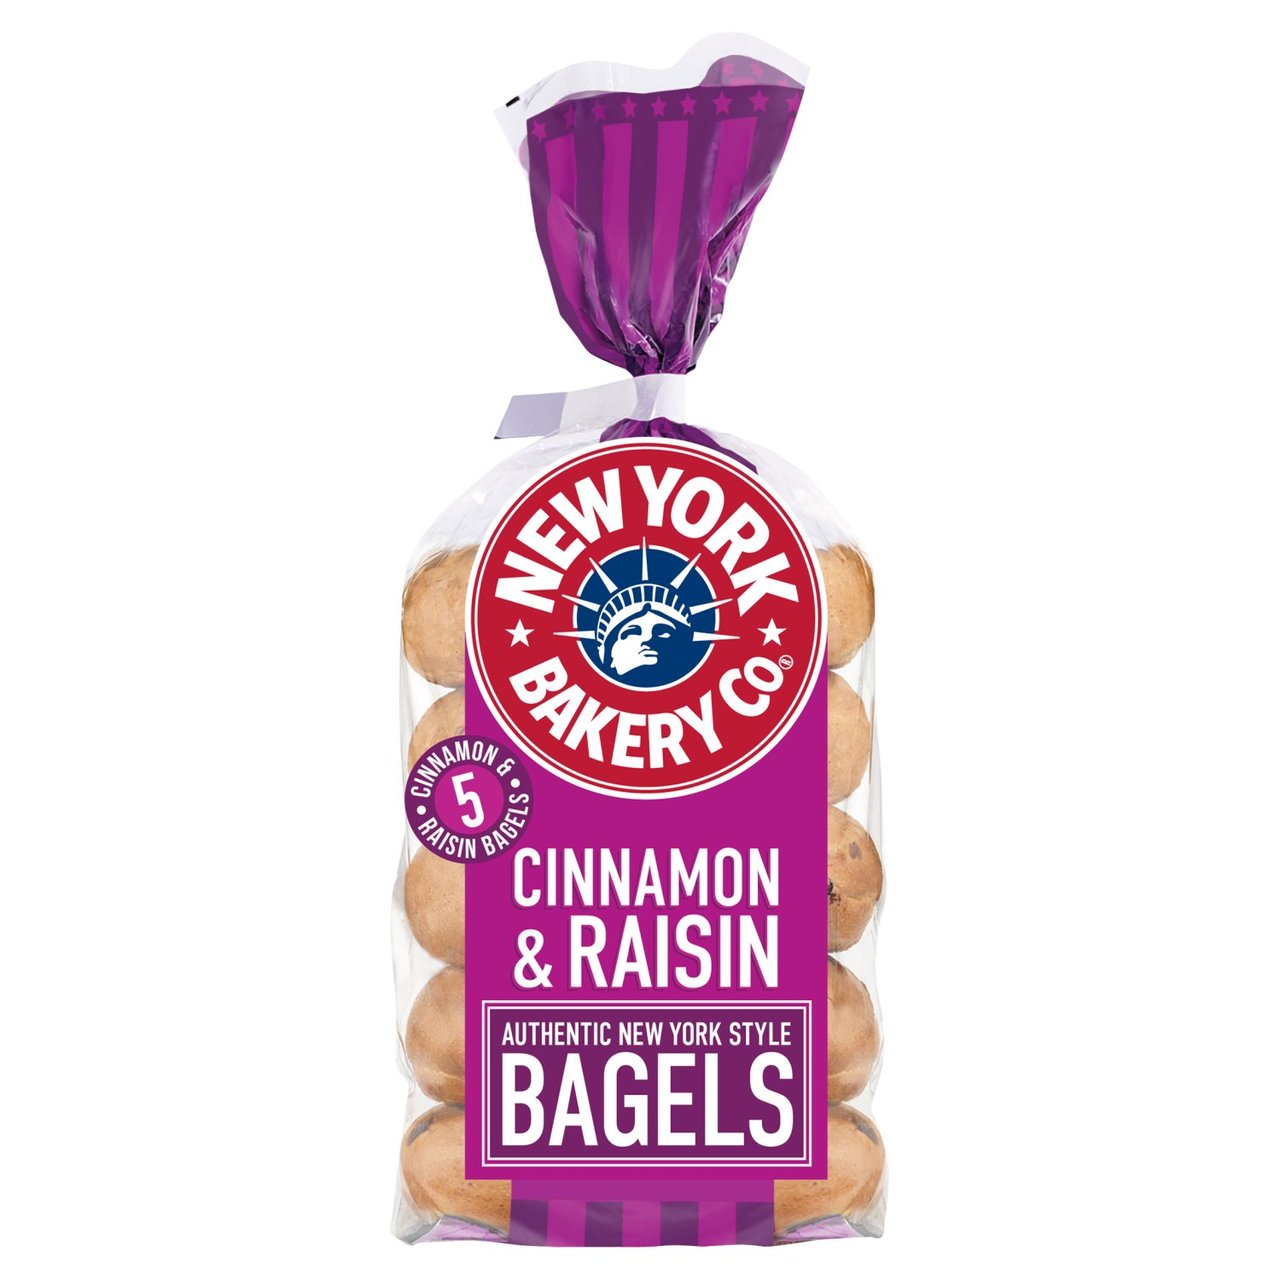 NEW YORK
BAKERY CO
CINNAMON &
5
RAISIN BAGELS
CINNAMON
& RAISIN
AUTHENTIC NEW YORK STYLE
BAGELS